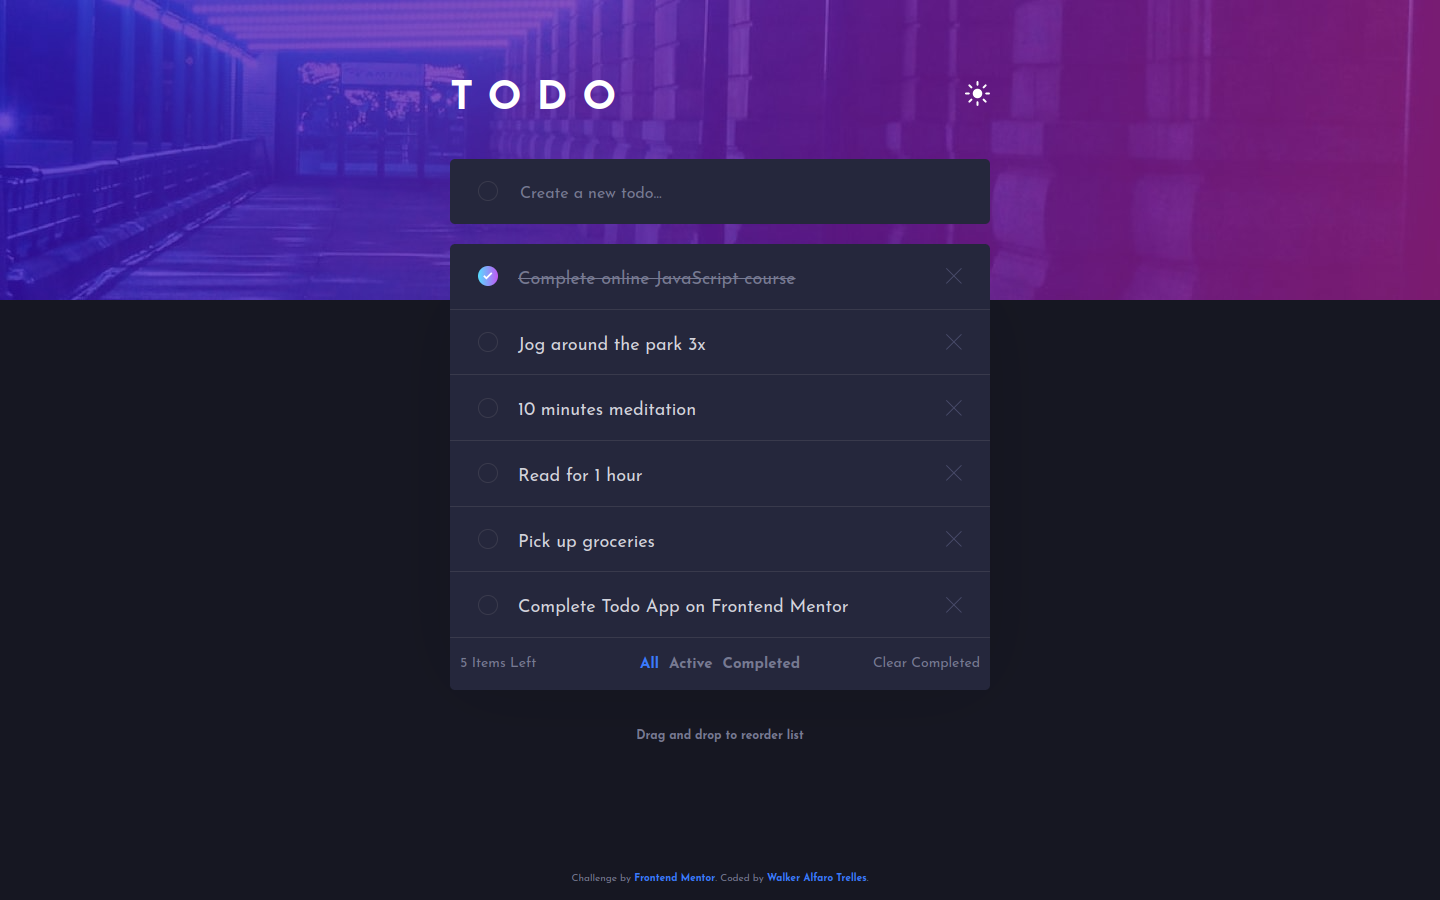 TODO
Create a new todo...
Complete online JavaScript course
Jog around the park 3x
10 minutes meditation
Read for 1 hour
Pick up groceries
Complete Todo App on Frontend Mentor
5 Items Left All Active Completed Clear Completed
Drag and drop to reorder list
Challenge by Frontend Mentor. Coded by Walker Alfaro Trelles.